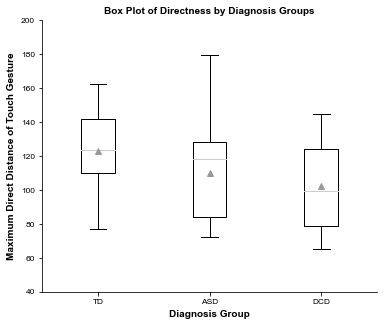 Box Plot of Directness by Diagnosis Groups
Maximum Direct Distance of Touch Gesture
200
180
160
140
120
100
80
60
40
TD
ASD
DCD
Diagnosis Group